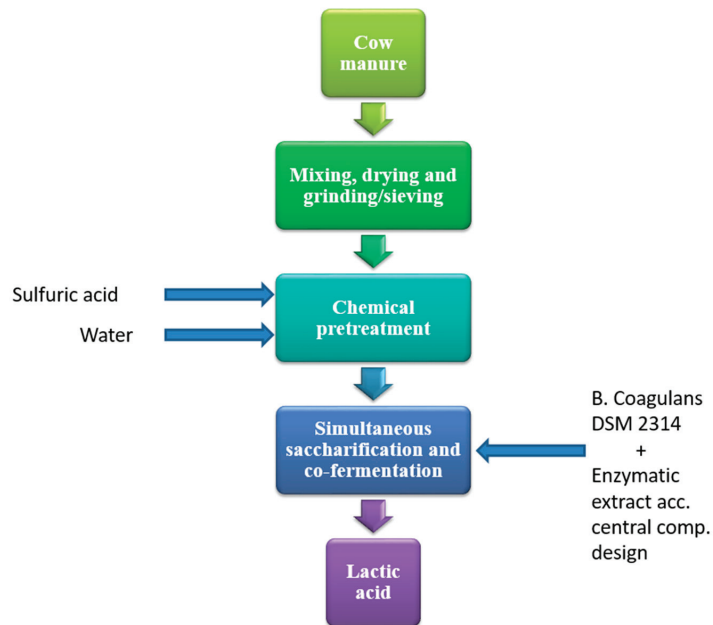 Cow
manure
Mixing, drying and
grinding/sieving
Sulfuric acid
Water
Chemical
pretreatment
Simultaneous
saccharification and
co-fermentation
B. Coagulans
DSM 2314
+
Enzymatic
extract acc.
central comp.
design
Lactic
acid